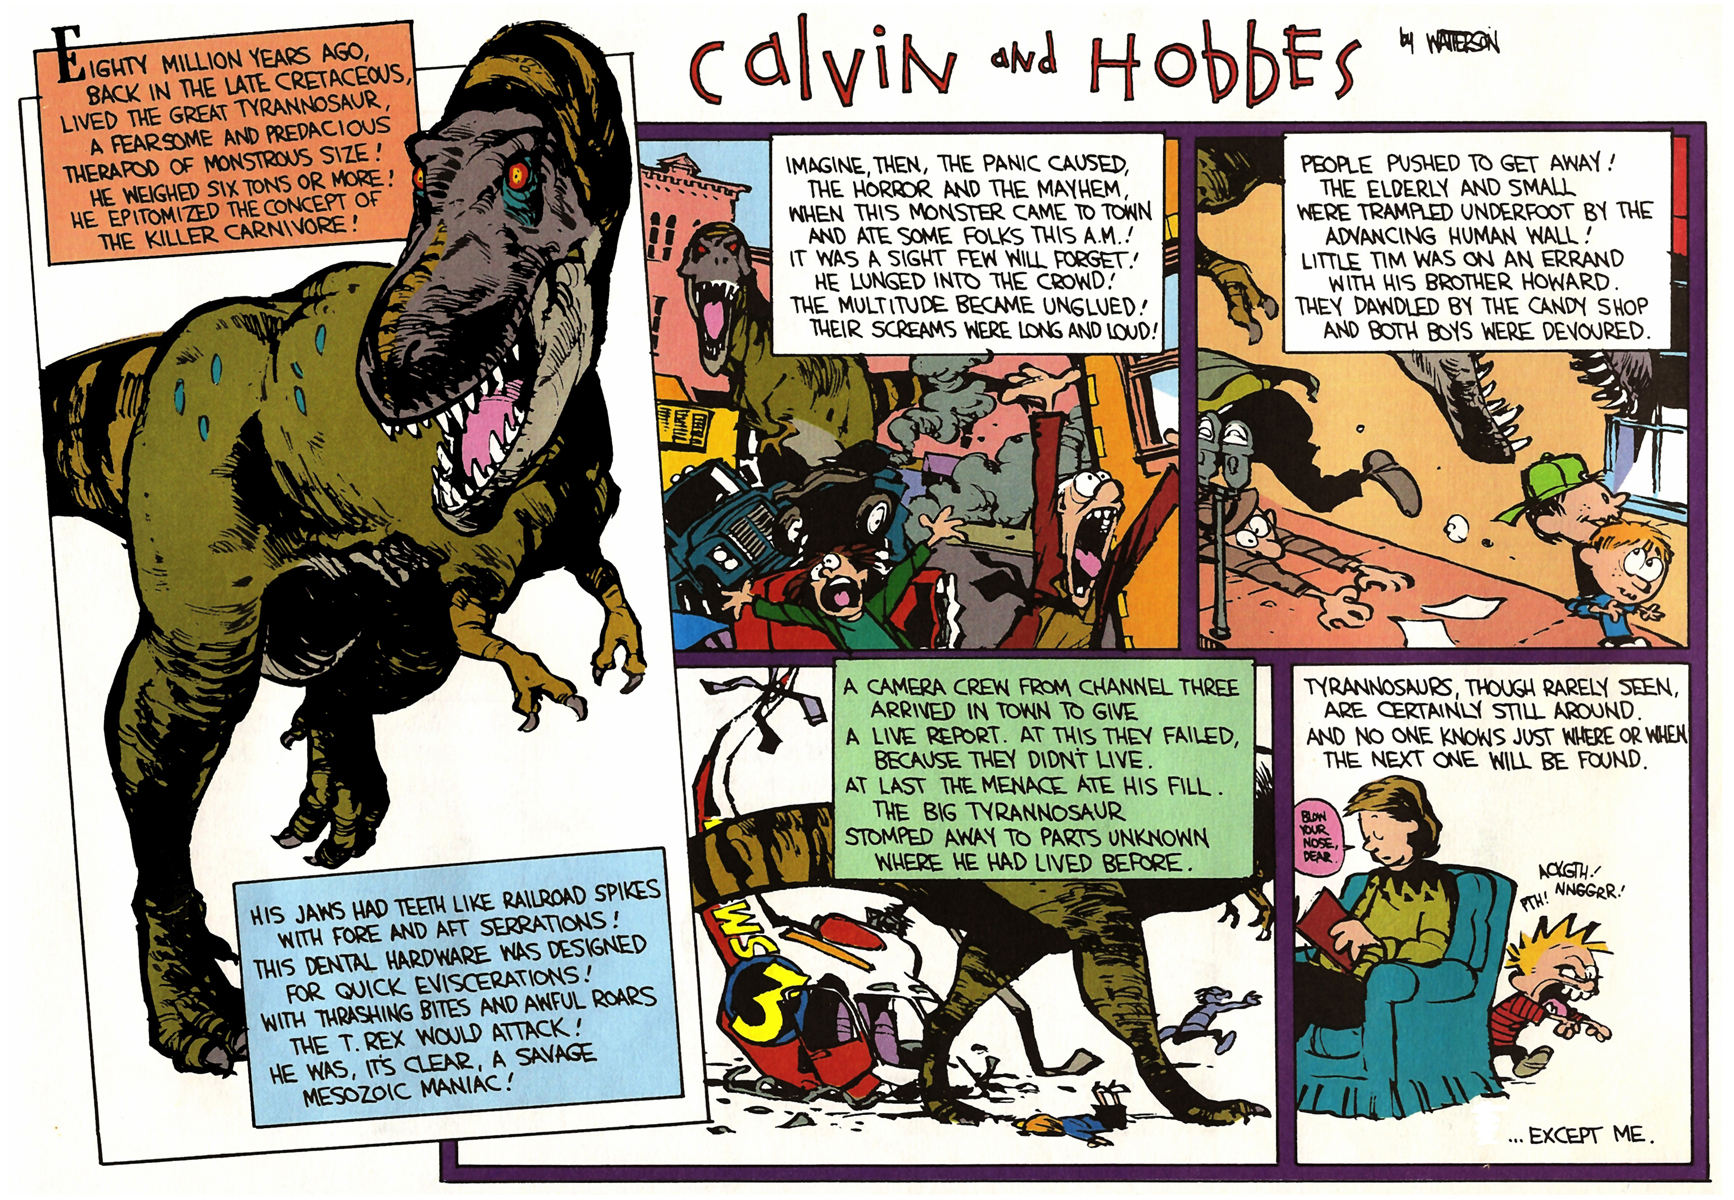 CALVIN AND HOBBES
by WATTERSON
EIGHTY MILLION YEARS AGO,
BACK IN THE LATE CRETACEOUS,
LIVED THE GREAT TYRANNOSAUR,
A FEARSOME AND PREDACIOUS
THERAPOD OF MONSTROUS SIZE!
HE WEIGHED SIX TONS OR MORE!
HE EPITOMIZED THE CONCEPT OF
THE KILLER CARNIVORE!
HIS JAWS HAD TEETH LIKE RAILROAD SPIKES
WITH FORE AND AFT SERRATIONS!
THIS DENTAL HARDWARE WAS DESIGNED
FOR QUICK EVISCERATIONS!
WITH THRASHING BITES AND AWFUL ROARS
THE T. REX WOULD ATTACK!
HE WAS, IT'S CLEAR, A SAVAGE
MESOZOIC MANIAC!
IMAGINE, THEN, THE PANIC CAUSED,
THE HORROR AND THE MAYHEM,
WHEN THIS MONSTER CAME TO TOWN
AND ATE SOME FOLKS THIS A.M.!
IT WAS A SIGHT FEW WILL FORGET!
HE LUNGED INTO THE CROWD!
THE MULTITUDE BECAME UNGLUED!
THEIR SCREAMS WERE LONG AND LOUD!
PEOPLE PUSHED TO GET AWAY!
THE ELDERLY AND SMALL
WERE TRAMPLED UNDERFOOT BY THE
ADVANCING HUMAN WALL!
LITTLE TIM WAS ON AN ERRAND
WITH HIS BROTHER HOWARD.
THEY DAWDLED BY THE CANDY SHOP
AND BOTH BOYS WERE DEVOURED.
A CAMERA CREW FROM CHANNEL THREE
ARRIVED IN TOWN TO GIVE
A LIVE REPORT. AT THIS THEY FAILED,
BECAUSE THEY DIDN'T LIVE.
AT LAST THE MENACE ATE HIS FILL.
THE BIG TYRANNOSAUR
STOMPED AWAY TO PARTS UNKNOWN
WHERE HE HAD LIVED BEFORE.
WS
3
TYRANNOSAURS, THOUGH RARELY SEEN,
ARE CERTAINLY STILL AROUND.
AND NO ONE KNOWS JUST WHERE OR WHEN
THE NEXT ONE WILL BE FOUND.
BLOW
YOUR
NOSE,
DEAR.
ACKGTH!
NNGGRR!
PTH!
...EXCEPT ME.